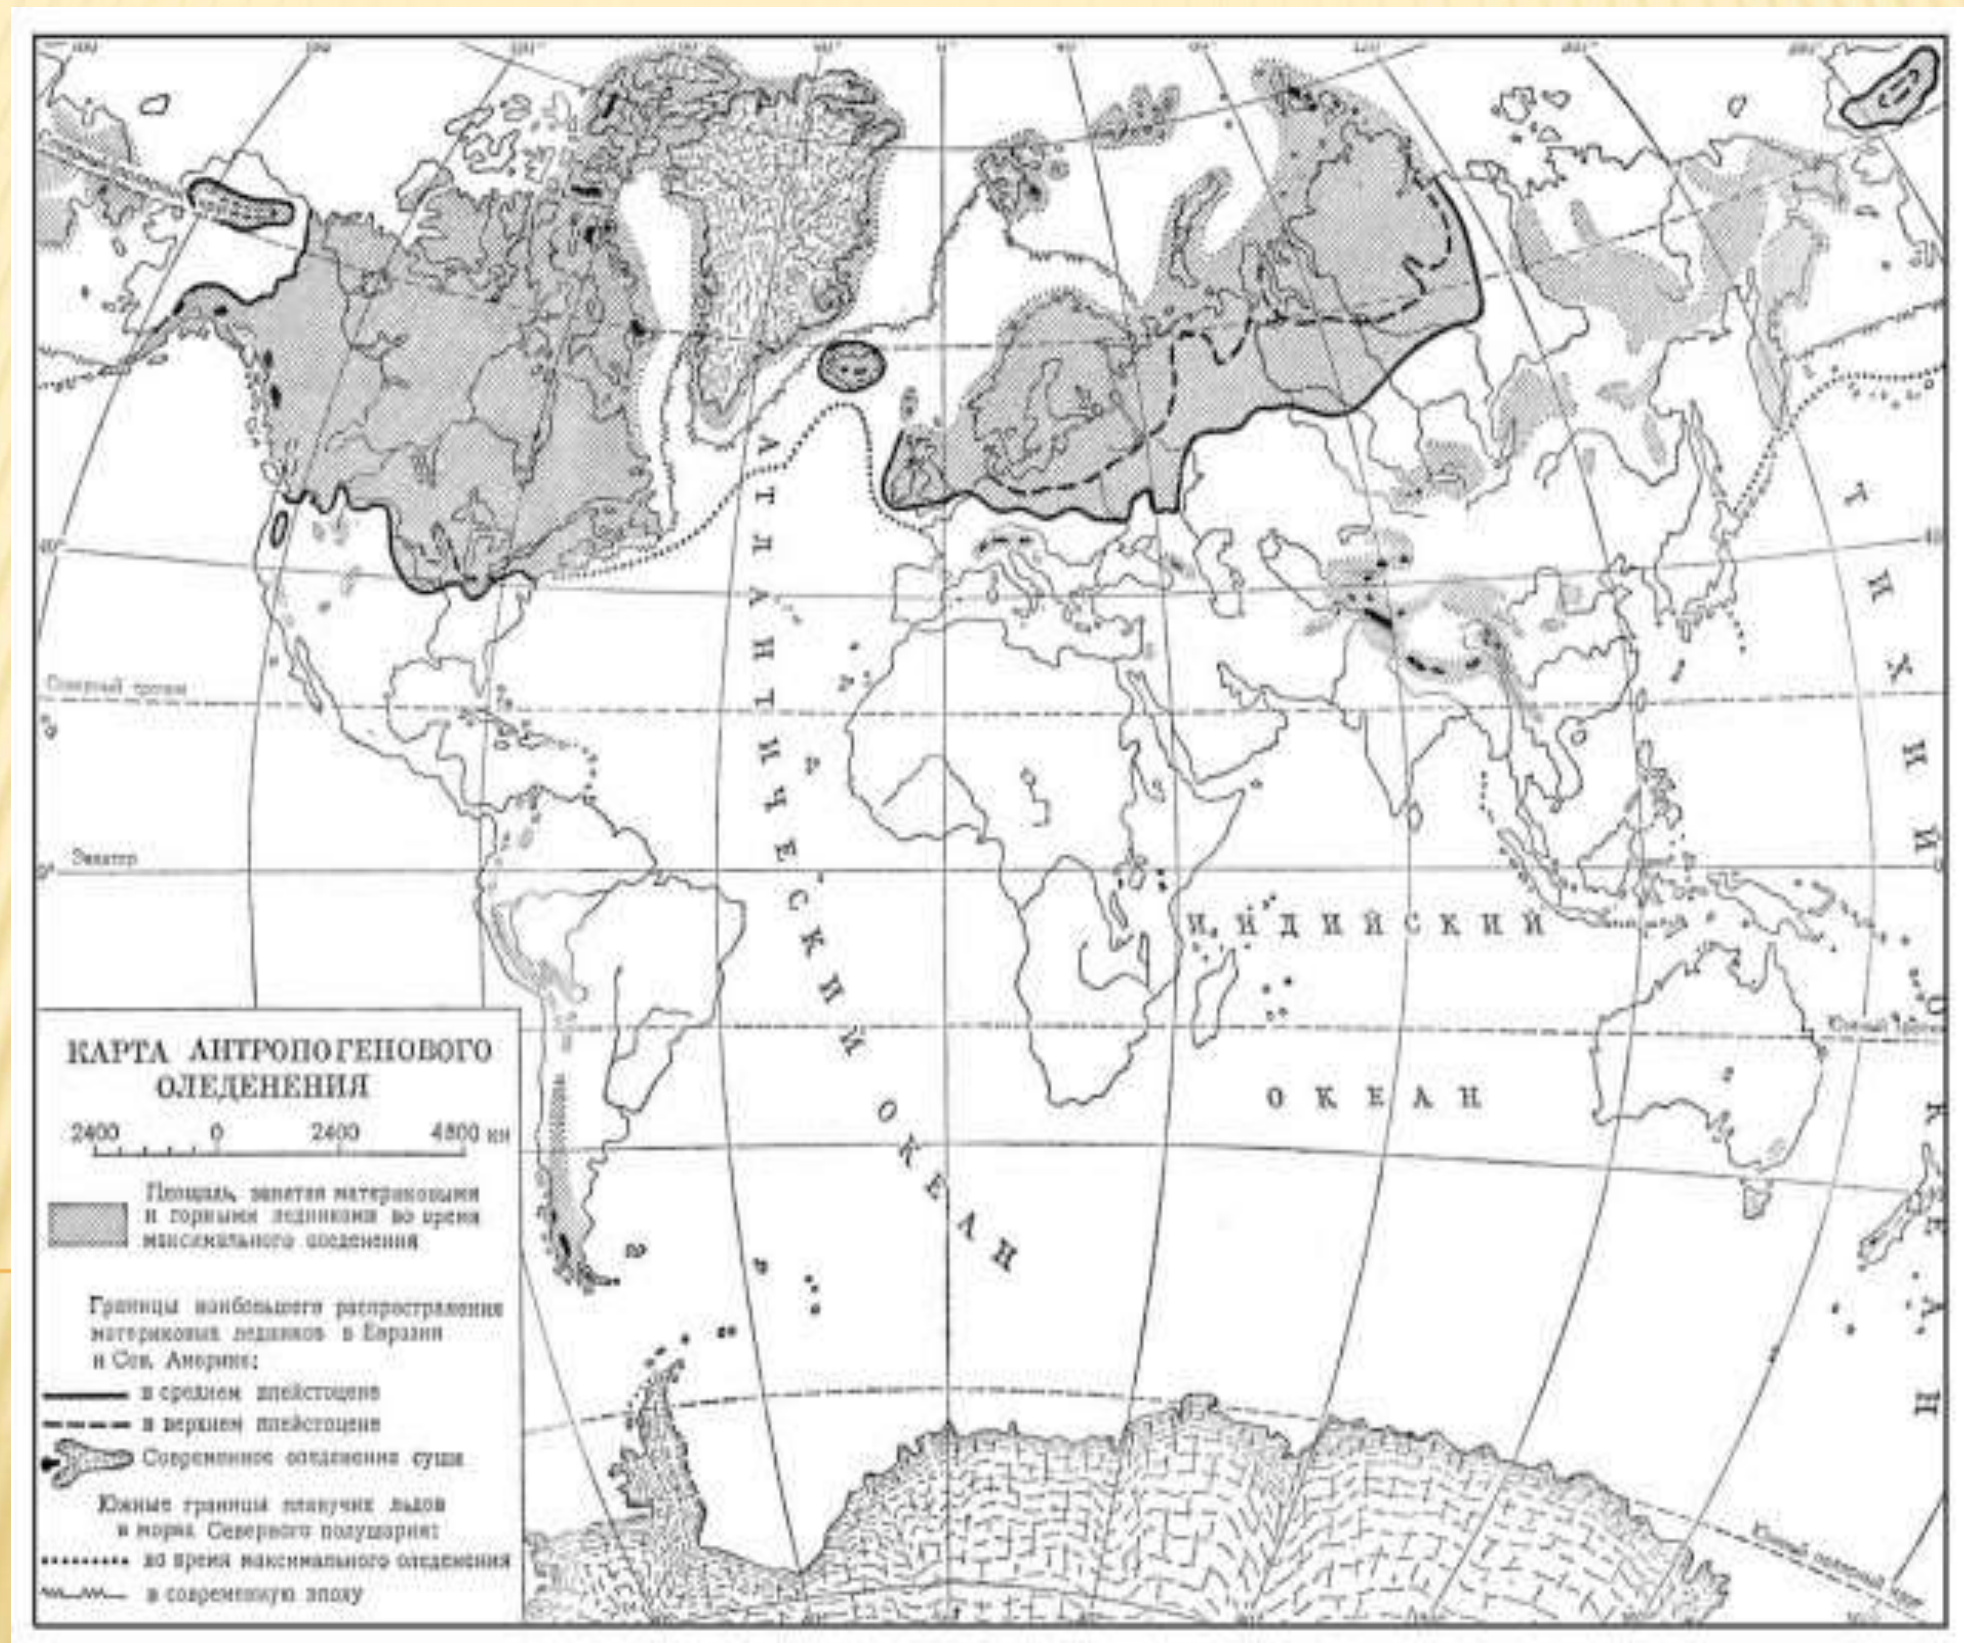 КАРТА АНТРОПОГЕНОВОГО
ОЛЕДЕНЕНИЯ
2400 0 2400 4800 км
Площадь, занятая материковыми
и горными ледниками во время
максимального оледенения
Границы наибольшего распространения
материковых ледников в Евразии
и Сев. Америке:
в среднем плейстоцене
в верхнем плейстоцене
Современное оледенение суши
Южные границы плавучих льдов
в морях Северного полушария:
во время максимального оледенения
в современную эпоху
АТЛАНТИЧЕСКИЙ ОКЕАН
ИНДИЙСКИЙ
ОКЕАН
ТИХИЙ
ОКЕАН
Северный тропик
Экватор
0°
Южный тропик
Южный полярный круг